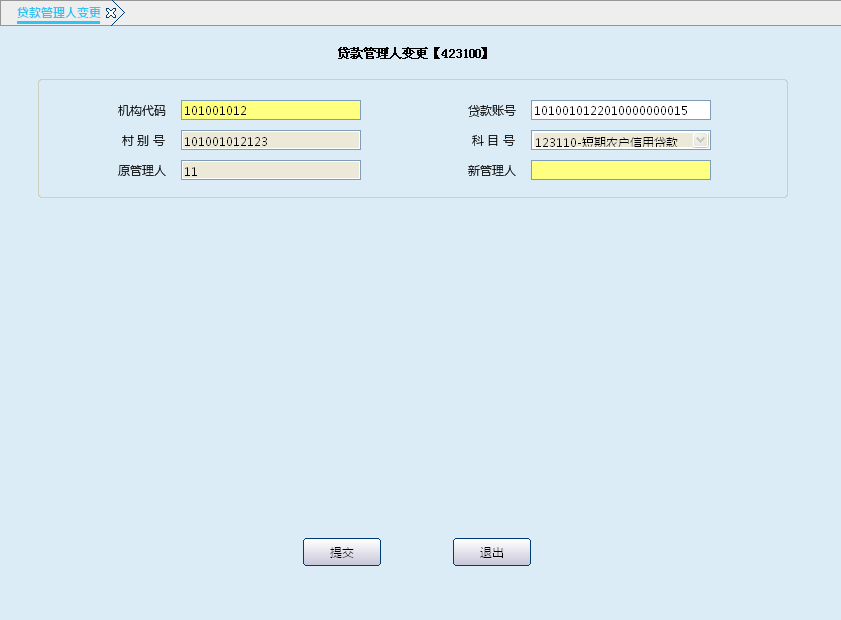 贷款管理人变更
贷款管理人变更【423100】
机构代码 101001012 贷款账号 1010010122010000000015
村 别 号 101001012123 科 目 号 123110-短期农户信用贷款
原管理人 11 新管理人
提交 退出